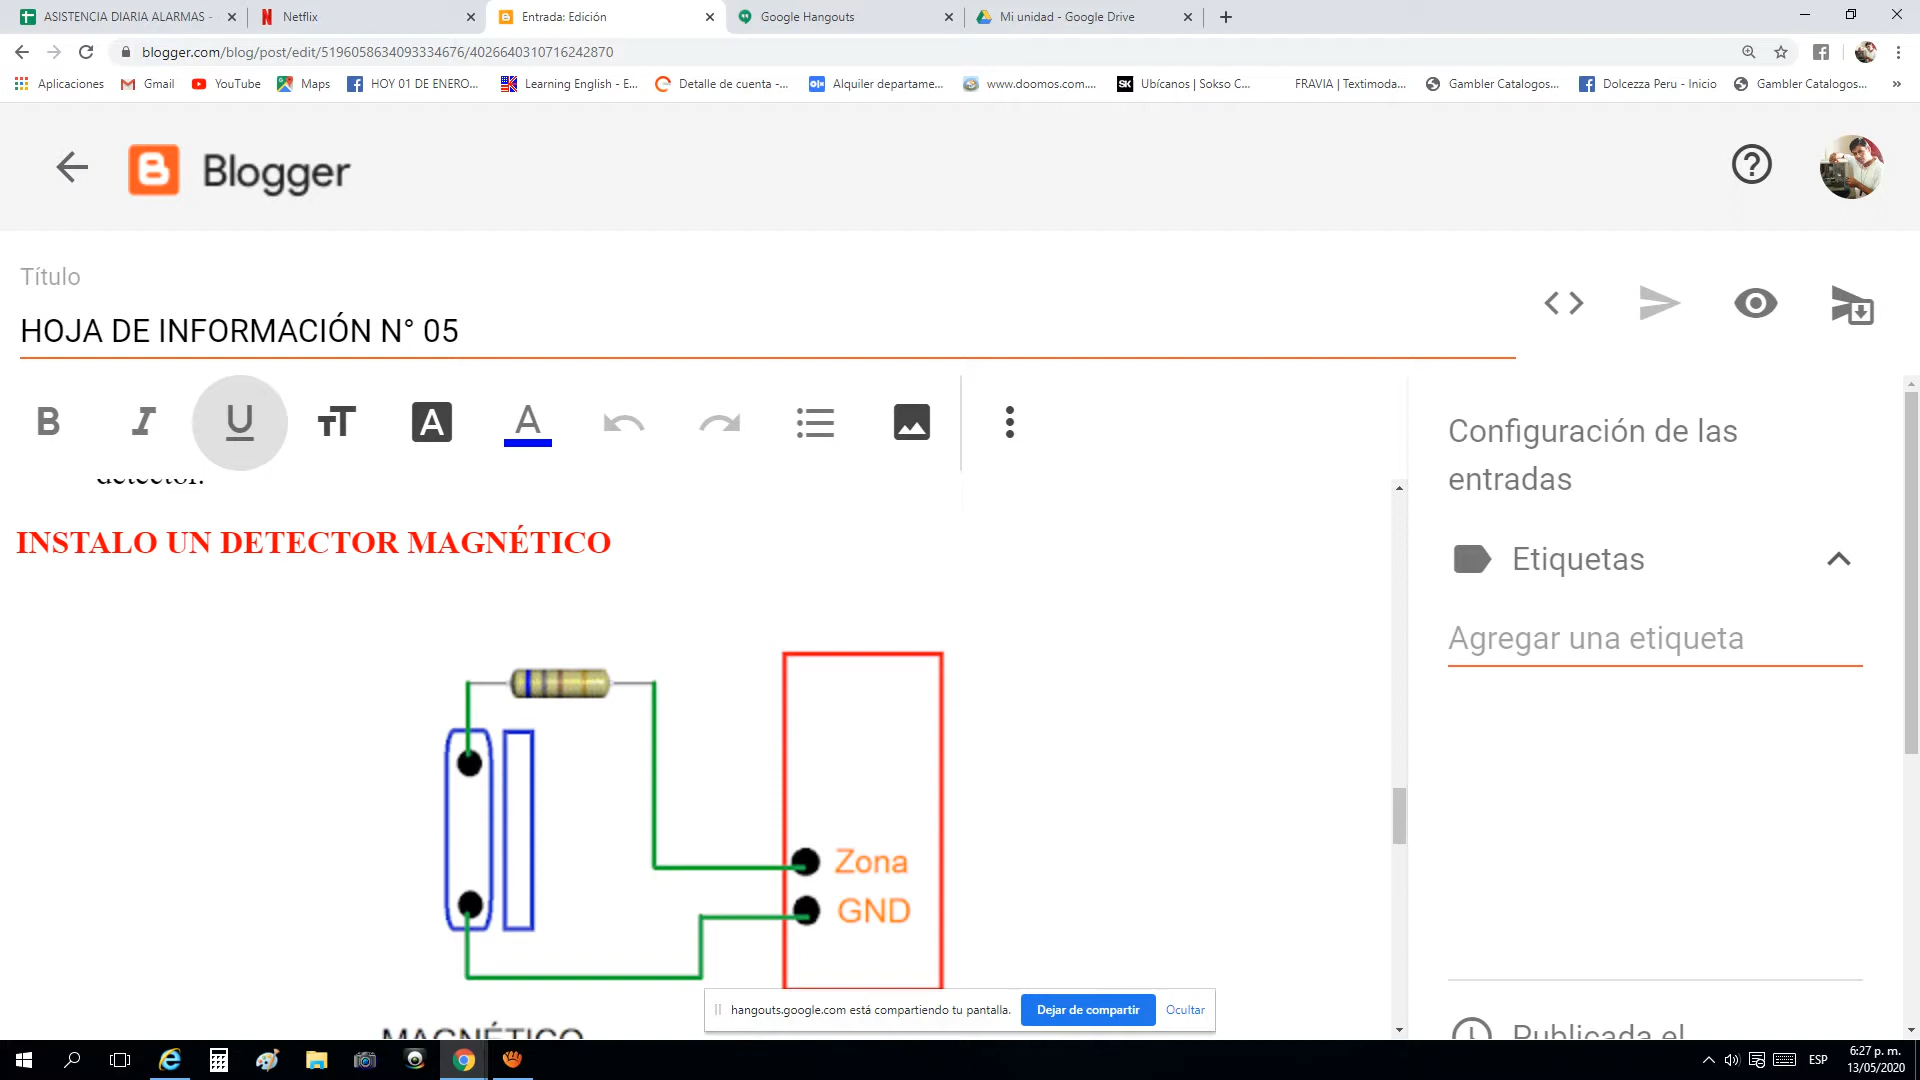 ASISTENCIA DIARIA ALARMAS -
Netflix
Entrada: Edición
Google Hangouts
Mi unidad - Google Drive
blogger.com/blog/post/edit/5196058634093334676/4026640310716242870
Aplicaciones
Gmail
YouTube
Maps
HOY 01 DE ENERO...
Learning English - E...
Detalle de cuenta -...
Alquiler departame...
www.doomos.com....
Ubícanos | Sokso C...
FRAVIA | Textimoda...
Gambler Catalogos...
Dolcezza Peru - Inicio
Gambler Catalogos...
Blogger
Título
HOJA DE INFORMACIÓN N° 05
detector.
INSTALO UN DETECTOR MAGNÉTICO
Zona
GND
MAGNÉTICO
Configuración de las
entradas
Etiquetas
Agregar una etiqueta
Publicada el
hangouts.google.com está compartiendo tu pantalla.
Dejar de compartir
Ocultar
ESP
6:27 p. m.
13/05/2020